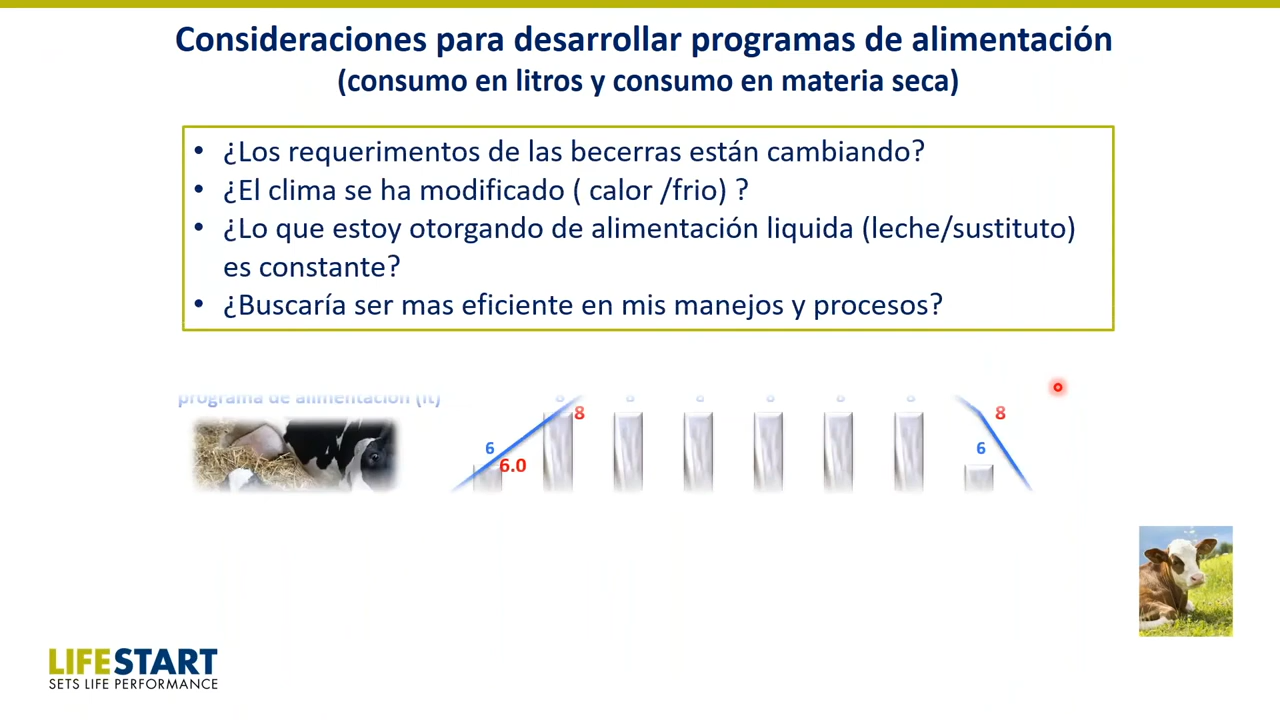 Consideraciones para desarrollar programas de alimentación
(consumo en litros y consumo en materia seca)
• ¿Los requerimentos de las becerras están cambiando?
• ¿El clima se ha modificado ( calor /frio) ?
• ¿Lo que estoy otorgando de alimentación liquida (leche/sustituto)
es constante?
• ¿Buscaría ser mas eficiente en mis manejos y procesos?
programa de alimentación (lt)
8 8
6 6
6.0
LIFESTART
SETS LIFE PERFORMANCE